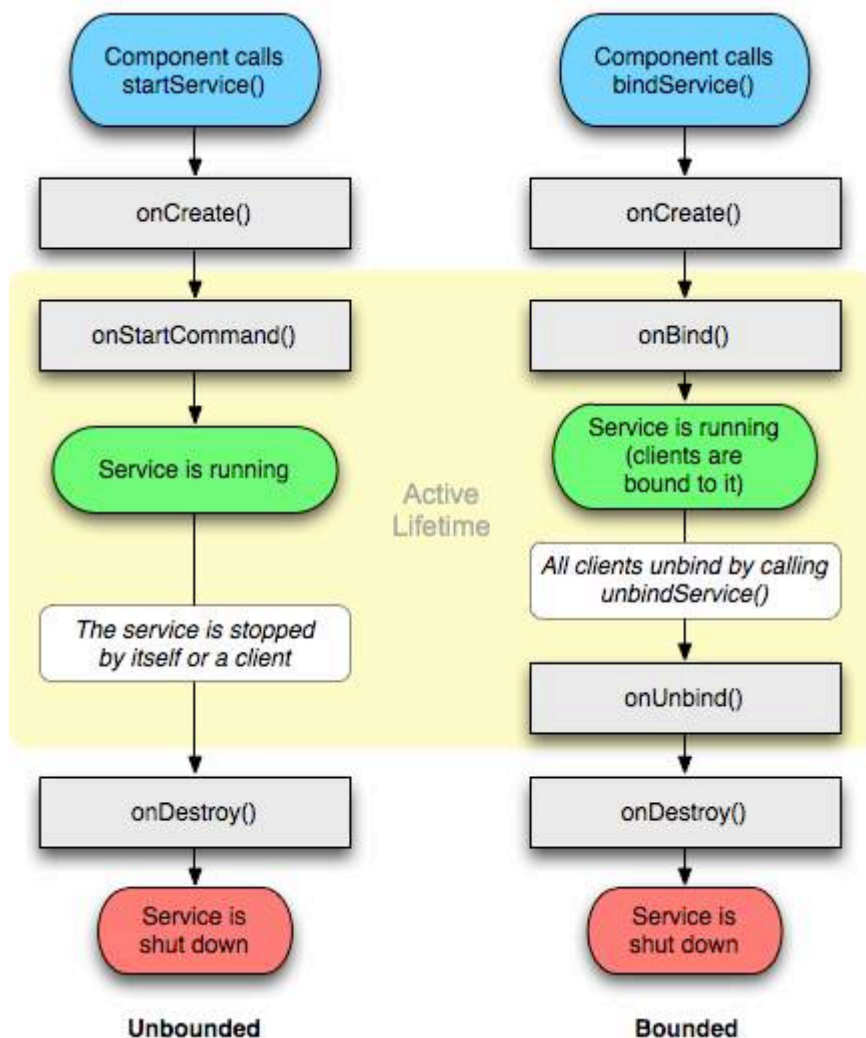 Component calls
startService()
onCreate()
onStartCommand()
Service is running
The service is stopped
by itself or a client
onDestroy()
Service is
shut down
Unbounded
Active
Lifetime
Component calls
bindService()
onCreate()
onBind()
Service is running
(clients are
bound to it)
All clients unbind by calling
unbindService()
onUnbind()
onDestroy()
Service is
shut down
Bounded